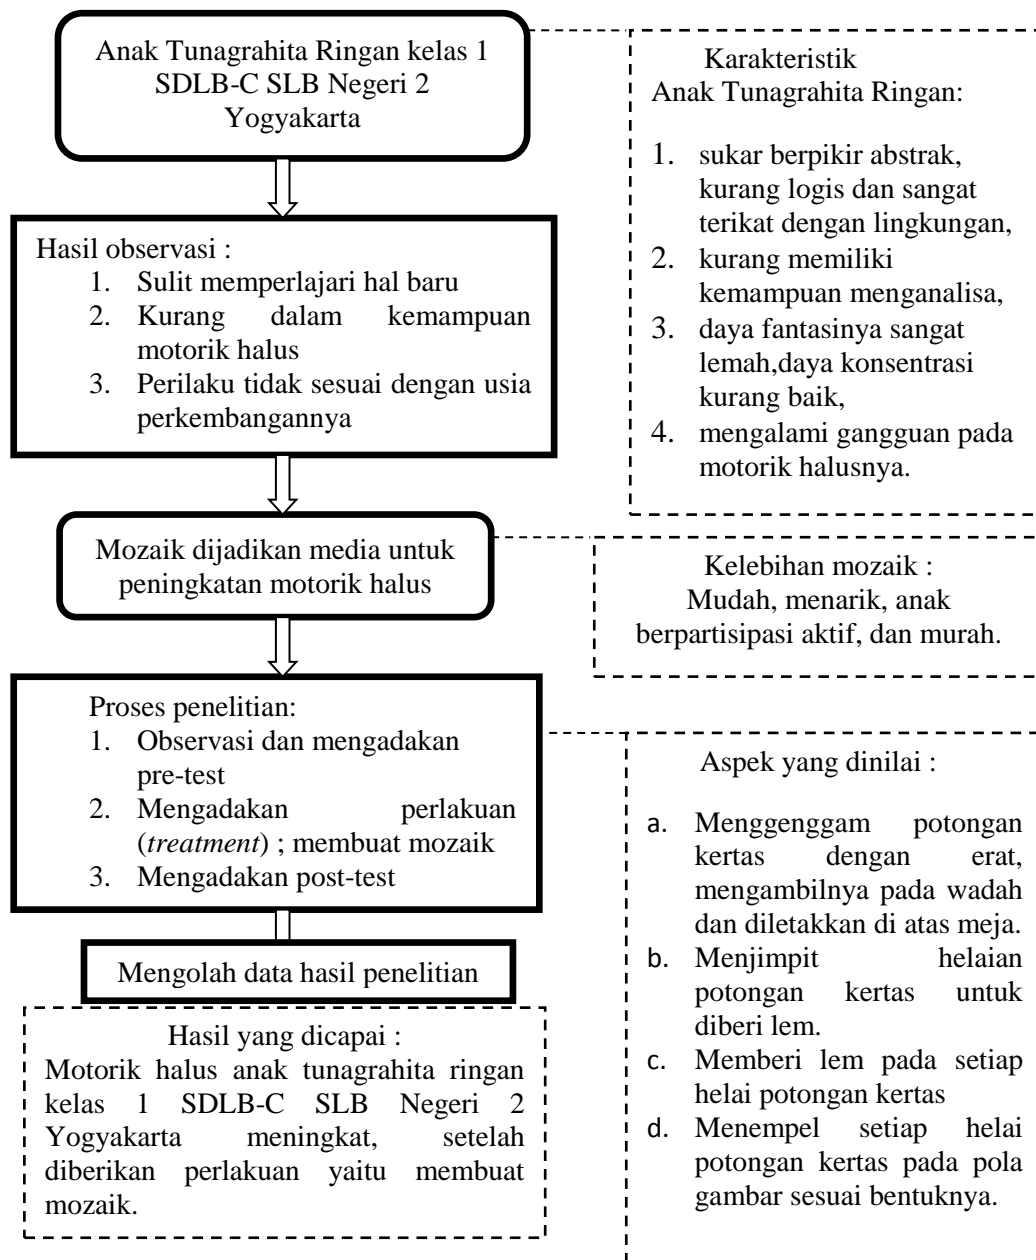 Anak Tunagrahita Ringan kelas 1
SDLB-C SLB Negeri 2
Yogyakarta
Karakteristik
Anak Tunagrahita Ringan:
1. sukar berpikir abstrak,
kurang logis dan sangat
terikat dengan lingkungan,
2. kurang memiliki
kemampuan menganalisa,
3. daya fantasinya sangat
lemah,daya konsentrasi
kurang baik,
4. mengalami gangguan pada
motorik halusnya.
Hasil observasi :
1. Sulit memperlajari hal baru
2. Kurang dalam kemampuan
motorik halus
3. Perilaku tidak sesuai dengan usia
perkembangannya
Mozaik dijadikan media untuk
peningkatan motorik halus
Kelebihan mozaik :
Mudah, menarik, anak
berpartisipasi aktif, dan murah.
Proses penelitian:
1. Observasi dan mengadakan
pre-test
2. Mengadakan perlakuan
(treatment) ; membuat mozaik
3. Mengadakan post-test
Aspek yang dinilai :
a. Menggenggam potongan
kertas dengan erat,
mengambilnya pada wadah
dan diletakkan di atas meja.
b. Menjimpit helaian
potongan kertas untuk
diberi lem.
c. Memberi lem pada setiap
helai potongan kertas
d. Menempel setiap helai
potongan kertas pada pola
gambar sesuai bentuknya.
Mengolah data hasil penelitian
Hasil yang dicapai :
Motorik halus anak tunagrahita ringan
kelas 1 SDLB-C SLB Negeri 2
Yogyakarta meningkat, setelah
diberikan perlakuan yaitu membuat
mozaik.